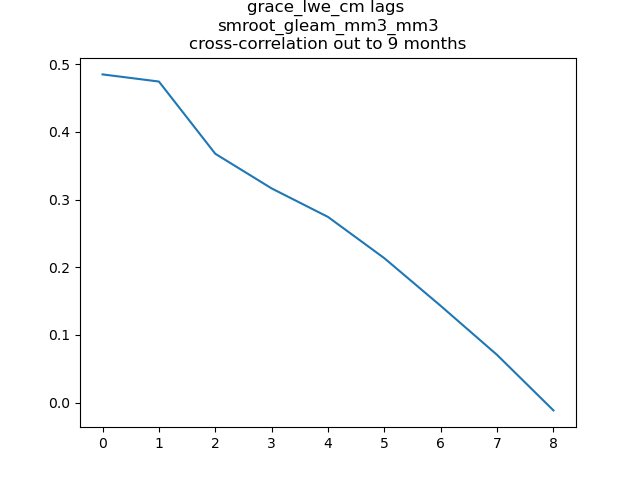 grace_lwe_cm lags
smroot_gleam_mm3_mm3
cross-correlation out to 9 months
0.5
0.4
0.3
0.2
0.1
0.0
0 1 2 3 4 5 6 7 8